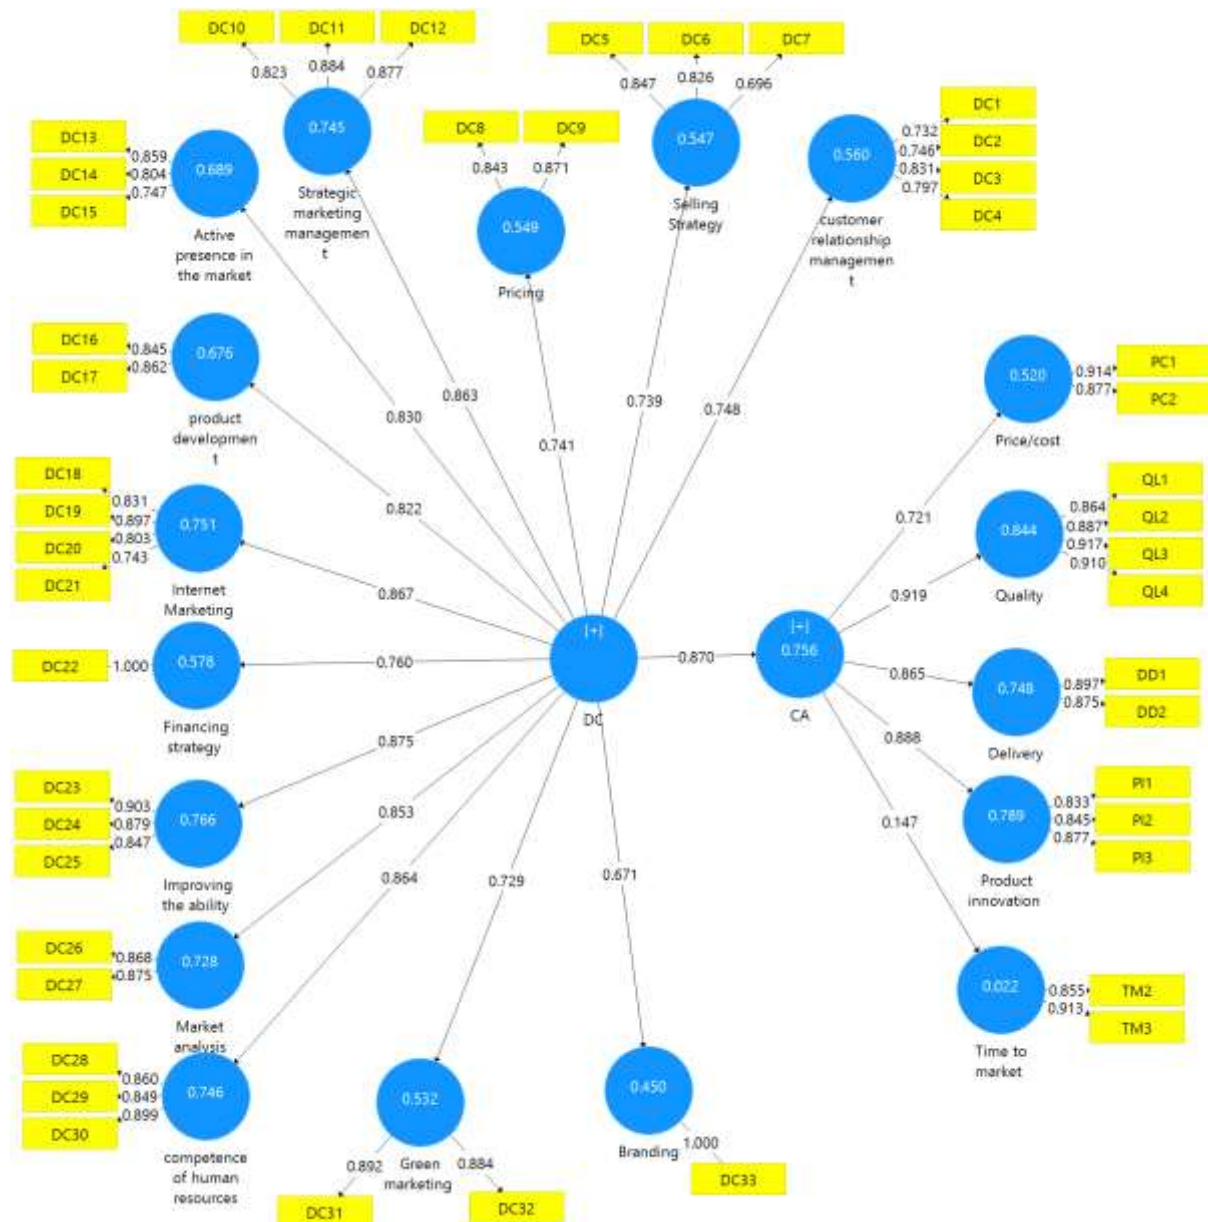 DC10
DC11
DC12
0.823
0.884
0.877
0.745
Strategic
marketing
managemen
t
DC5
DC6
DC7
0.847
0.826
0.696
0.547
Selling
Strategy
DC8
DC9
0.843
0.871
0.549
Pricing
DC1
DC2
DC3
DC4
0.732
0.746
0.831
0.797
0.560
customer
relationship
managemen
t
DC13
DC14
DC15
0.859
0.804
0.747
0.689
Active
presence in
the market
DC16
DC17
0.845
0.862
0.676
product
developmen
t
DC18
DC19
DC20
DC21
0.831
0.897
0.803
0.743
0.751
Internet
Marketing
DC22
1.000
0.578
Financing
strategy
DC23
DC24
DC25
0.903
0.879
0.847
0.766
Improving
the ability
DC26
DC27
0.868
0.875
0.728
Market
analysis
DC28
DC29
DC30
0.860
0.849
0.899
0.746
competence
of human
resources
0.863
0.830
0.741
0.739
0.748
0.822
0.867
0.760
0.875
0.853
0.864
0.729
0.671
[+]
DC
0.870
[+]
0.756
CA
0.721
0.919
0.865
0.888
0.147
0.520
Price/cost
0.914
0.877
PC1
PC2
0.844
Quality
0.864
0.887
0.917
0.910
QL1
QL2
QL3
QL4
0.748
Delivery
0.897
0.875
DD1
DD2
0.789
Product
innovation
0.833
0.845
0.877
PI1
PI2
PI3
0.022
Time to
market
0.855
0.913
TM2
TM3
0.532
Green
marketing
0.892
0.884
DC31
DC32
0.450
Branding
1.000
DC33